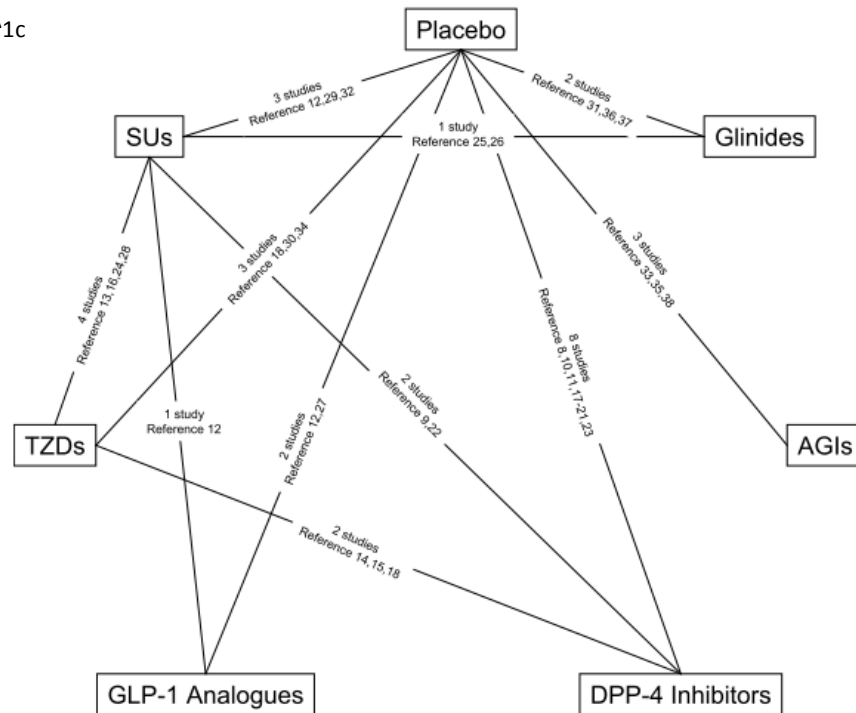 1c
Placebo
3 studies
Reference 12,29,32
2 studies
Reference 31,36,37
SUs
1 study
Reference 25,26
Glinides
3 studies
Reference 18,30,34
3 studies
Reference 33,35,38
4 studies
Reference 13,16,24,28
8 studies
Reference 8,10,11,17-21,23
2 studies
Reference 9,22
1 study
Reference 12
2 studies
Reference 12,27
TZDs
AGIs
2 studies
Reference 14,15,18
GLP-1 Analogues
DPP-4 Inhibitors